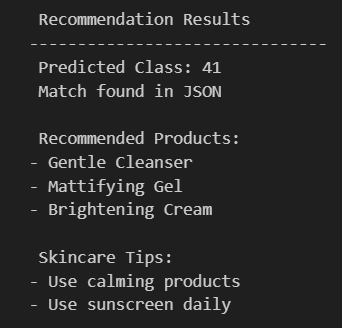 Recommendation Results
-------------------------------
Predicted Class: 41
Match found in JSON
Recommended Products:
- Gentle Cleanser
- Mattifying Gel
- Brightening Cream
Skincare Tips:
- Use calming products
- Use sunscreen daily